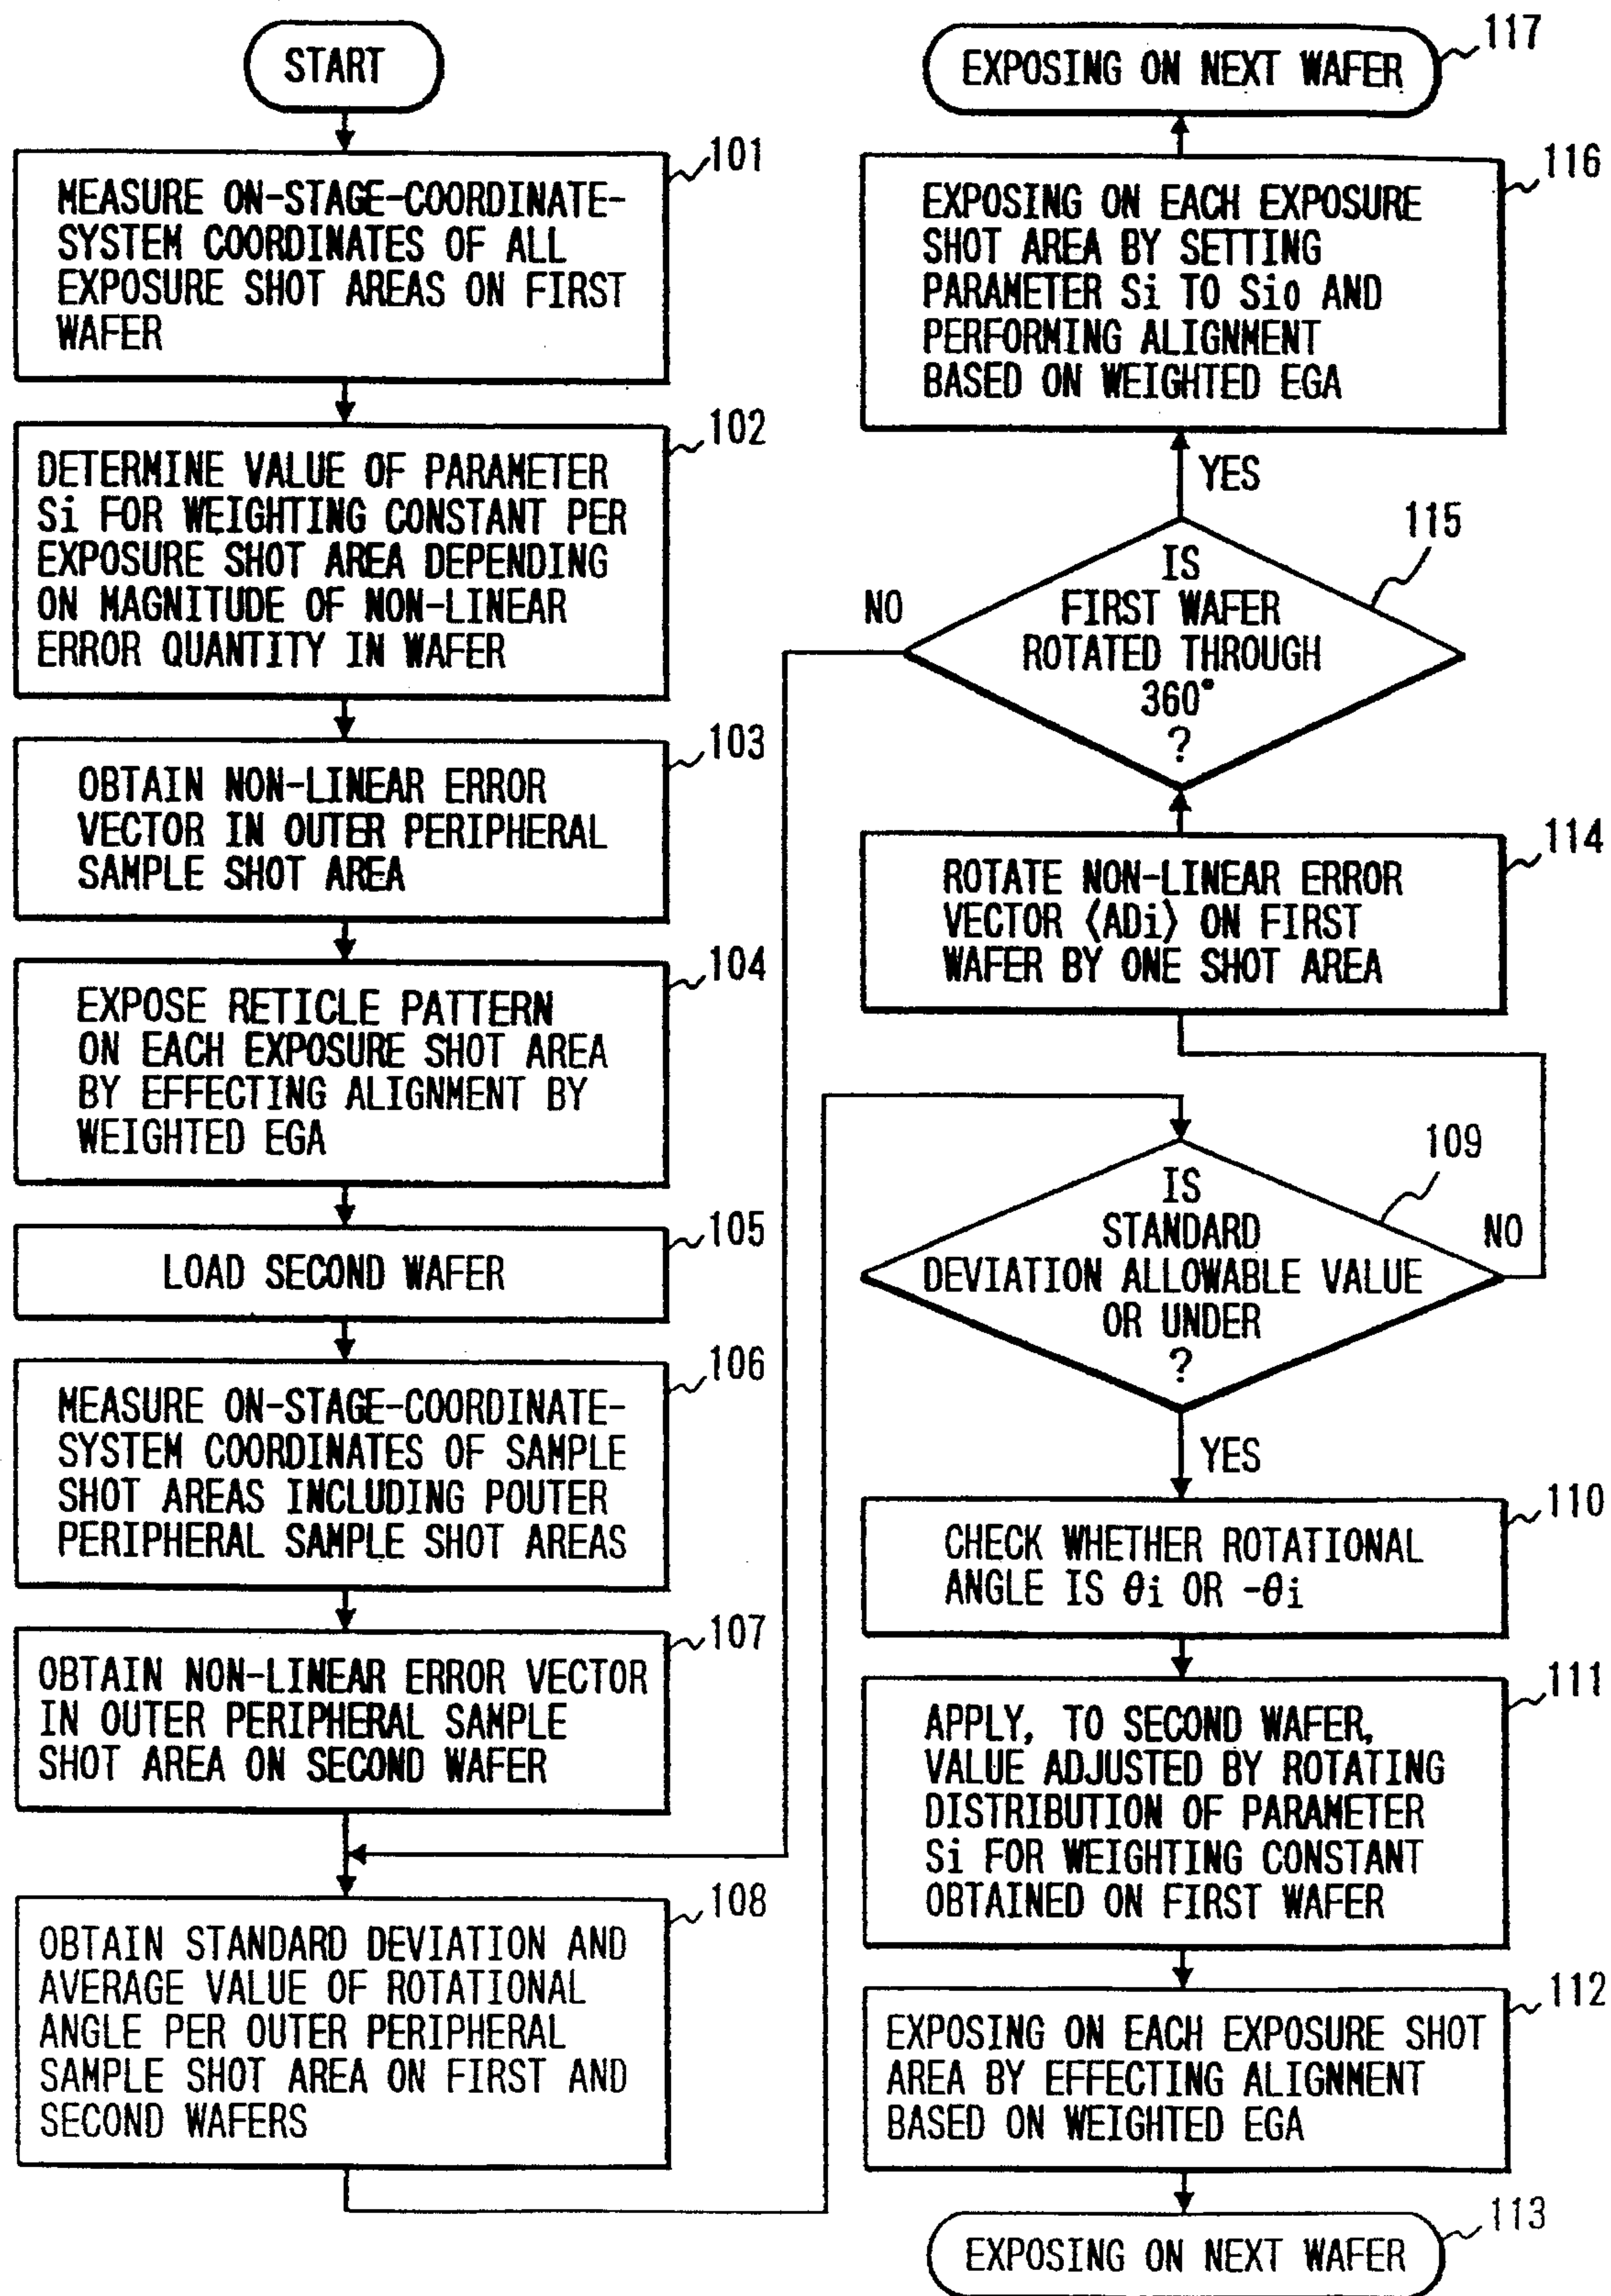 START
101
MEASURE ON-STAGE-COORDINATE-
SYSTEM COORDINATES OF ALL
EXPOSURE SHOT AREAS ON FIRST
WAFER
102
DETERMINE VALUE OF PARAMETER
Si FOR WEIGHTING CONSTANT PER
EXPOSURE SHOT AREA DEPENDING
ON MAGNITUDE OF NON-LINEAR
ERROR QUANTITY IN WAFER
103
OBTAIN NON-LINEAR ERROR
VECTOR IN OUTER PERIPHERAL
SAMPLE SHOT AREA
104
EXPOSE RETICLE PATTERN
ON EACH EXPOSURE SHOT AREA
BY EFFECTING ALIGNMENT BY
WEIGHTED EGA
105
LOAD SECOND WAFER
106
MEASURE ON-STAGE-COORDINATE-
SYSTEM COORDINATES OF SAMPLE
SHOT AREAS INCLUDING POUTER
PERIPHERAL SAMPLE SHOT AREAS
107
OBTAIN NON-LINEAR ERROR VECTOR
IN OUTER PERIPHERAL SAMPLE
SHOT AREA ON SECOND WAFER
108
OBTAIN STANDARD DEVIATION AND
AVERAGE VALUE OF ROTATIONAL
ANGLE PER OUTER PERIPHERAL
SAMPLE SHOT AREA ON FIRST AND
SECOND WAFERS
117
EXPOSING ON NEXT WAFER
116
EXPOSING ON EACH EXPOSURE
SHOT AREA BY SETTING
PARAMETER Si TO Si0 AND
PERFORMING ALIGNMENT
BASED ON WEIGHTED EGA
YES
115
NO
IS
FIRST WAFER
ROTATED THROUGH
360°
?
114
ROTATE NON-LINEAR ERROR
VECTOR ⟨ADi⟩ ON FIRST
WAFER BY ONE SHOT AREA
109
NO
IS
STANDARD
DEVIATION ALLOWABLE VALUE
OR UNDER
?
YES
110
CHECK WHETHER ROTATIONAL
ANGLE IS θi OR -θi
111
APPLY, TO SECOND WAFER,
VALUE ADJUSTED BY ROTATING
DISTRIBUTION OF PARAMETER
Si FOR WEIGHTING CONSTANT
OBTAINED ON FIRST WAFER
112
EXPOSING ON EACH EXPOSURE SHOT
AREA BY EFFECTING ALIGNMENT
BASED ON WEIGHTED EGA
113
EXPOSING ON NEXT WAFER